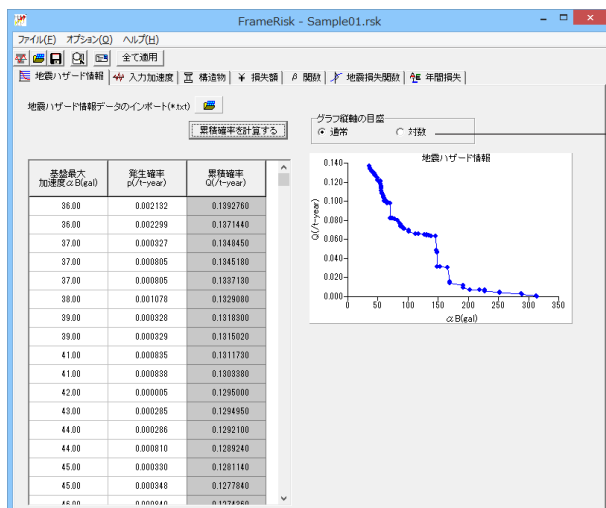 FrameRisk - Sample01.rsk
ファイル(F) オプション(O) ヘルプ(H)
全て適用
地震ハザード情報 入力加速度 構造物 ¥ 損失額 β 関数 地震損失関数 年間損失
地震ハザード情報データのインポート(*.txt)
累積確率を計算する
グラフ縦軸の目盛
通常 対数
基盤最大 発生確率 累積確率
加速度αB(gal) p(/t-year) Q(/t-year)
36.00 0.002132 0.1392760
36.00 0.002299 0.1371440
37.00 0.000327 0.1348450
37.00 0.000805 0.1345180
37.00 0.000805 0.1337130
38.00 0.001078 0.1329080
39.00 0.000328 0.1318300
39.00 0.000329 0.1315020
41.00 0.000835 0.1311730
41.00 0.000838 0.1303380
42.00 0.000005 0.1295000
43.00 0.000285 0.1294950
44.00 0.000286 0.1292100
44.00 0.000810 0.1289240
45.00 0.000330 0.1281140
45.00 0.000348 0.1277840
46.00 0.000840 0.1274360
地震ハザード情報
Q(/t-year)
0.140
0.120
0.100
0.080
0.060
0.040
0.020
0.000
0 50 100 150 200 250 300 350
αB(gal)